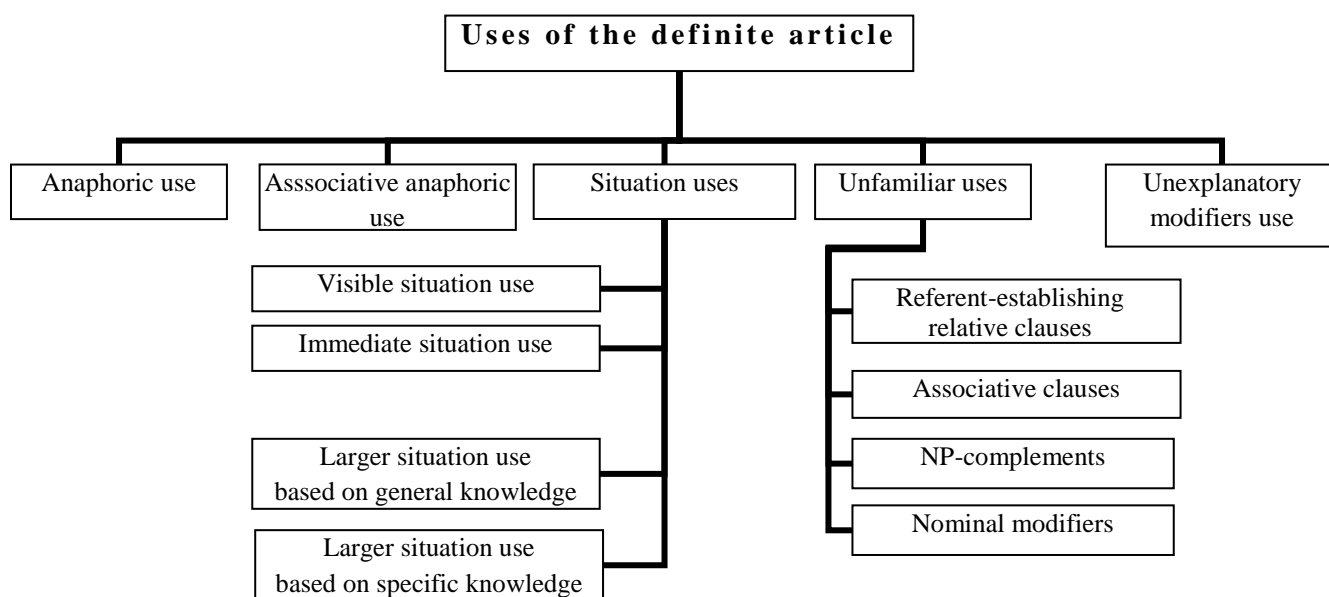 Uses of the definite article
Anaphoric use
Asssociative anaphoric
use
Situation uses
Unfamiliar uses
Unexplanatory
modifiers use
Visible situation use
Immediate situation use
Larger situation use
based on general knowledge
Larger situation use
based on specific knowledge
Referent-establishing
relative clauses
Associative clauses
NP-complements
Nominal modifiers